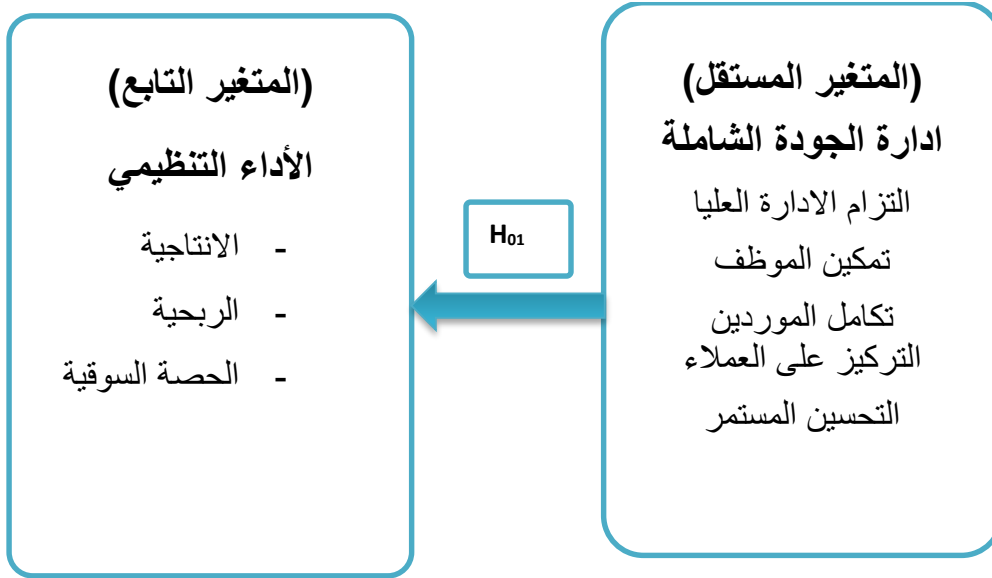 (المتغير المستقل)
ادارة الجودة الشاملة
التزام الادارة العليا
تمكين الموظف
تكامل الموردين
التركيز على العملاء
التحسين المستمر
H₀₁
(المتغير التابع)
الأداء التنظيمي
- الانتاجية
- الربحية
- الحصة السوقية